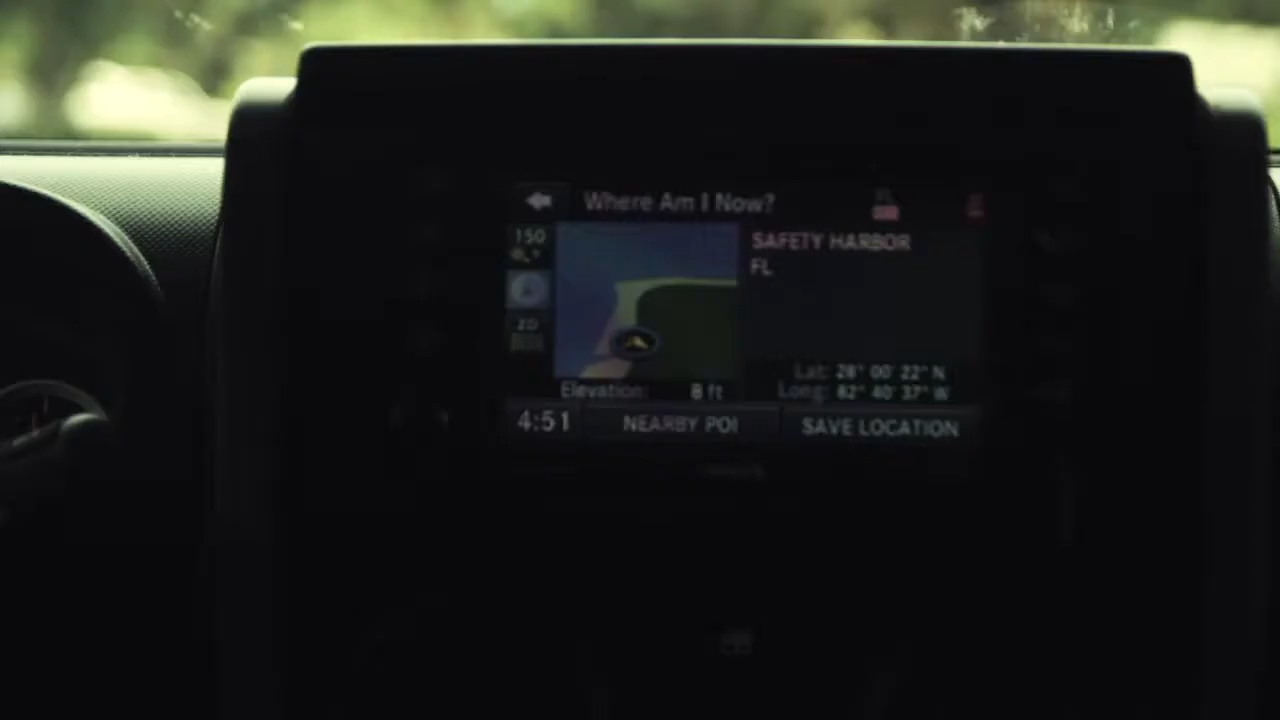 Where Am I Now?
150
SAFETY HARBOR
FL
2D
Lat: 28° 00' 22" N
Elevation: 8 ft
Long: 82° 40' 37" W
4:51
NEARBY POI
SAVE LOCATION